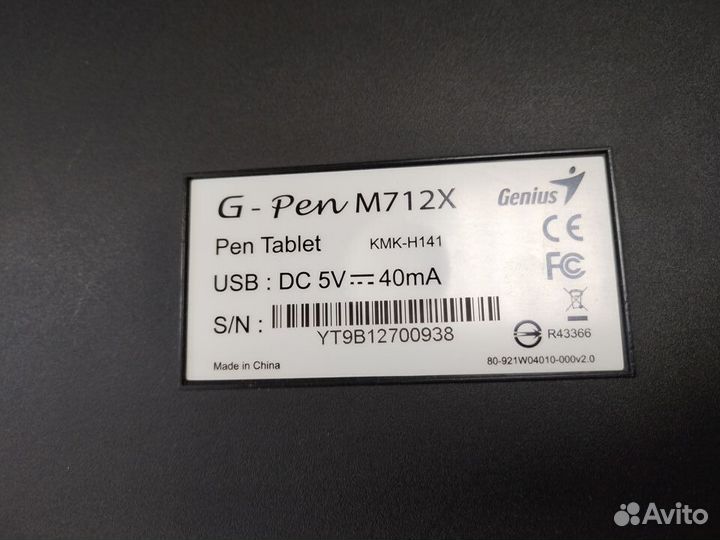 G-Pen M712X
Genius
Pen Tablet KMK-H141
CE
FC
USB : DC 5V⎓40mA
S/N :
YT9B12700938
R43366
Made in China
80-921W04010-000v2.0
Avito